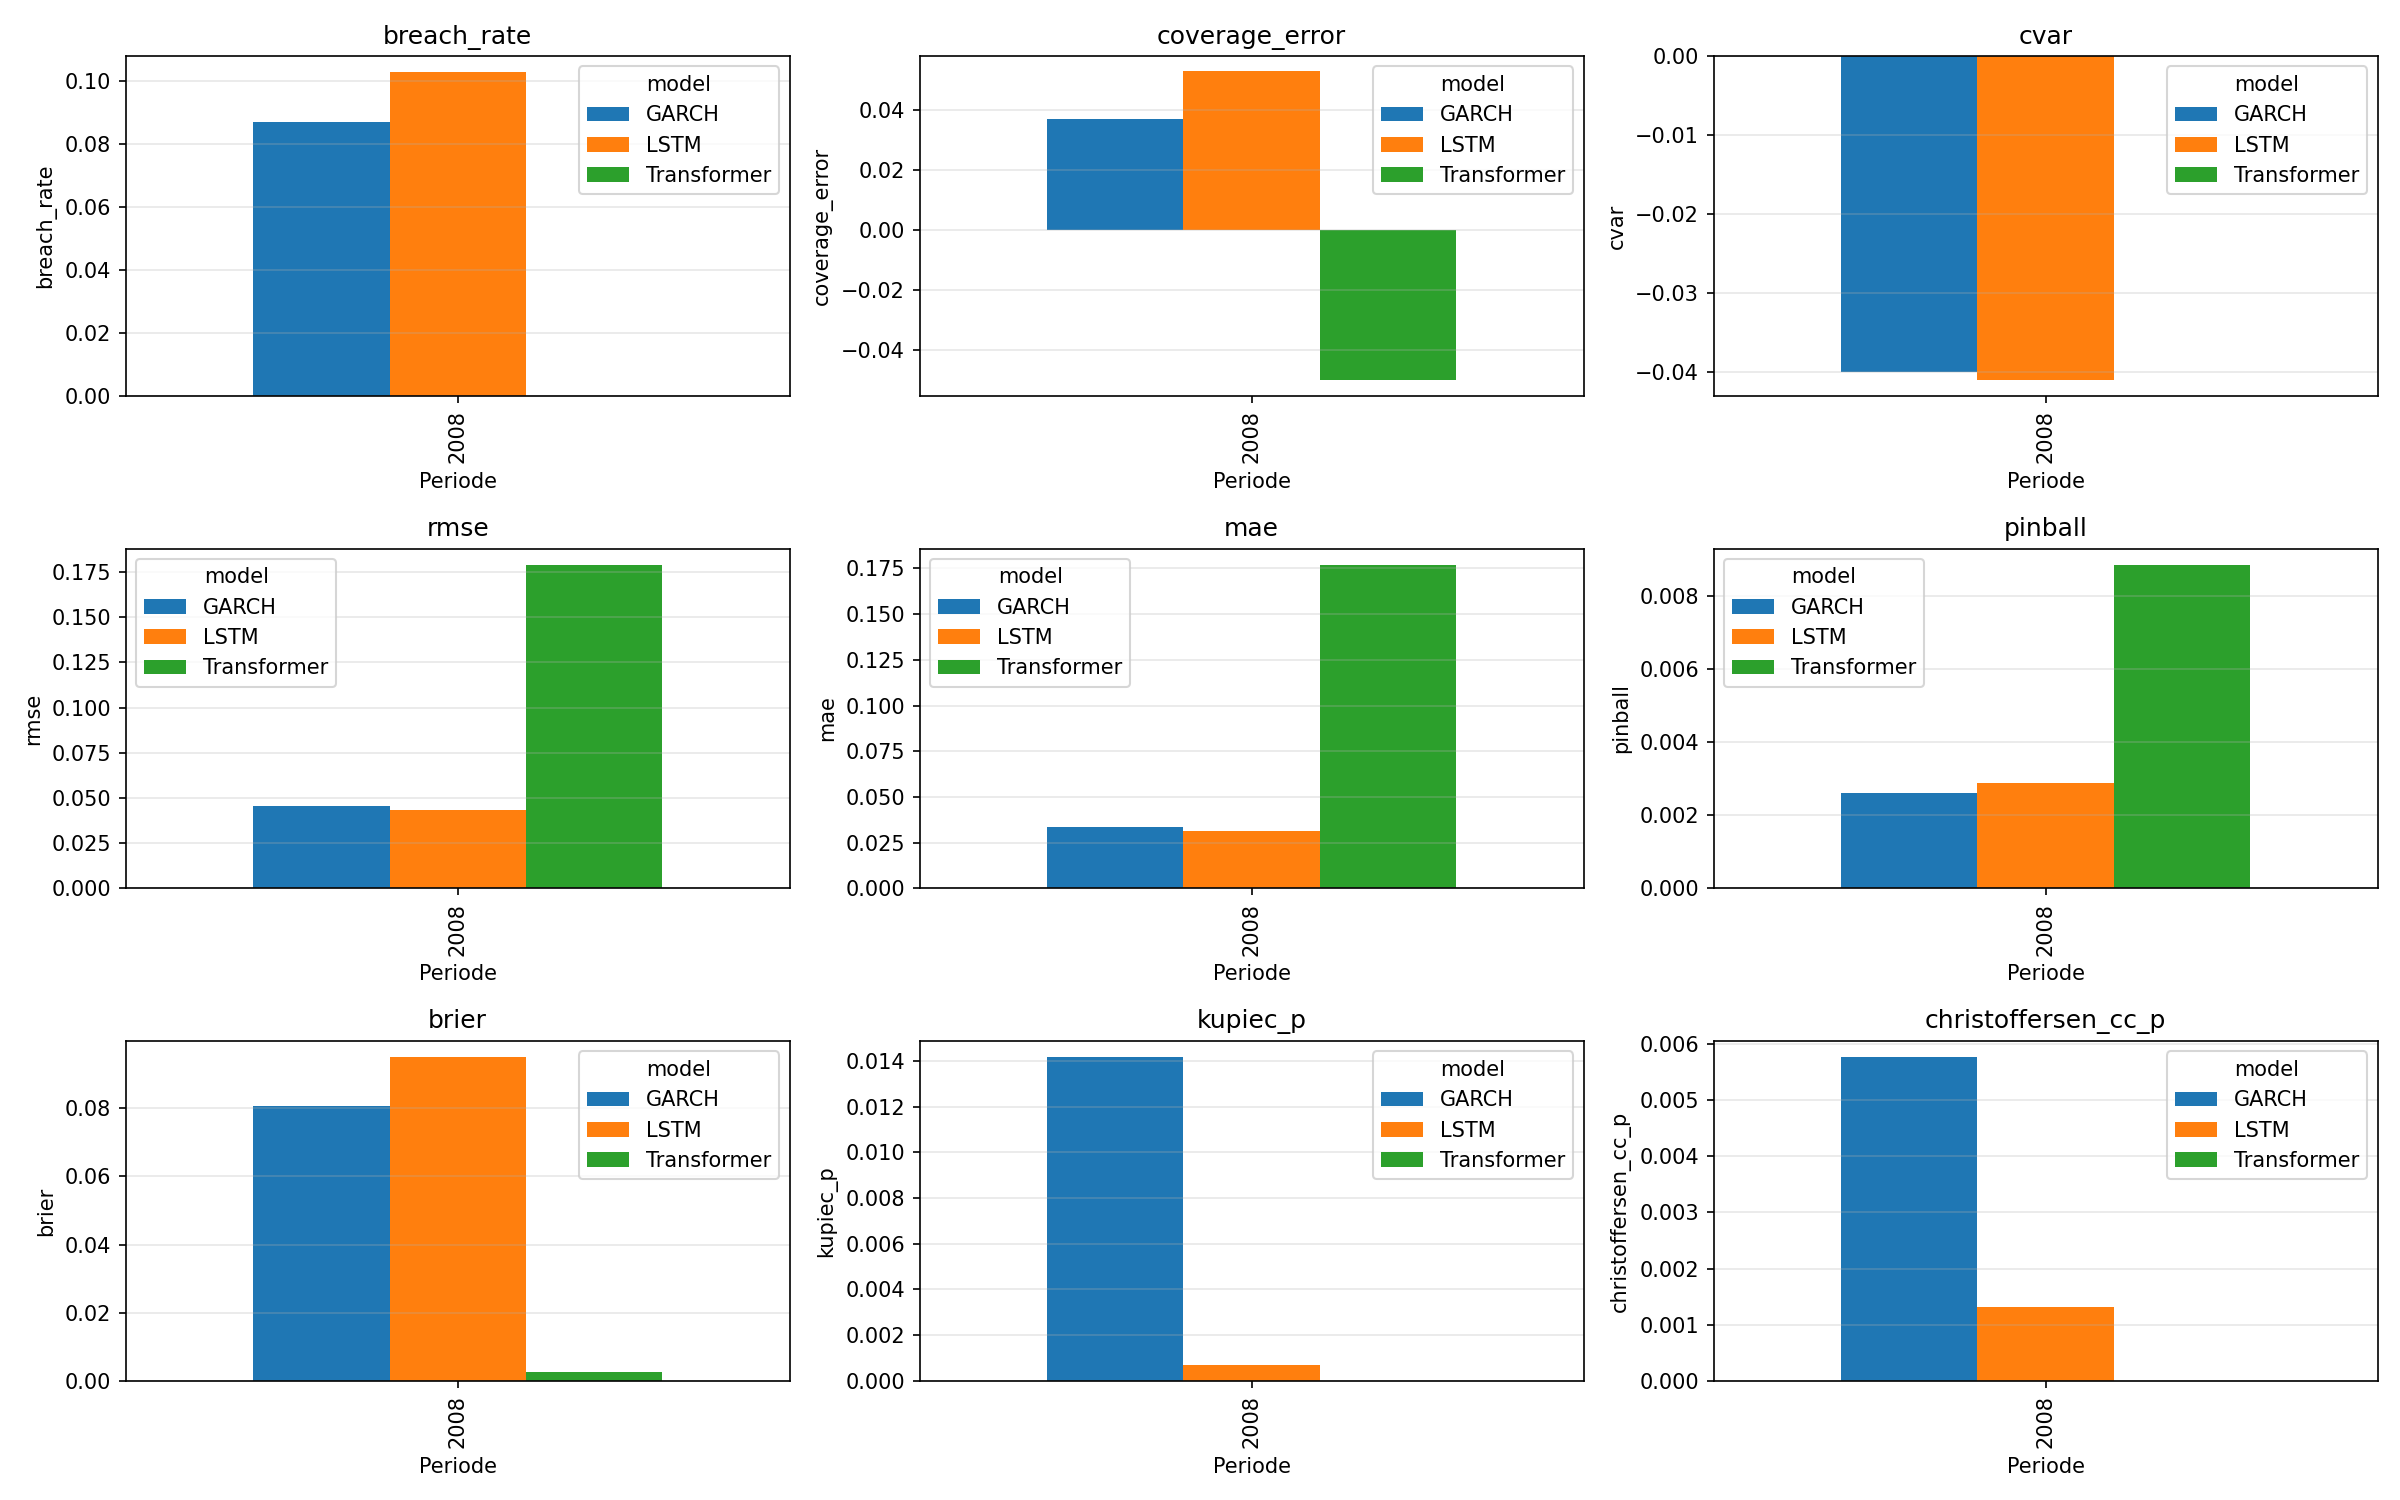 breach_rate
breach_rate
0.10
0.08
0.06
0.04
0.02
0.00
model
GARCH
LSTM
Transformer
2008
Periode
coverage_error
coverage_error
0.04
0.02
0.00
−0.02
−0.04
model
GARCH
LSTM
Transformer
2008
Periode
cvar
cvar
0.00
−0.01
−0.02
−0.03
−0.04
model
GARCH
LSTM
Transformer
2008
Periode
rmse
rmse
0.175
0.150
0.125
0.100
0.075
0.050
0.025
0.000
model
GARCH
LSTM
Transformer
2008
Periode
mae
mae
0.175
0.150
0.125
0.100
0.075
0.050
0.025
0.000
model
GARCH
LSTM
Transformer
2008
Periode
pinball
pinball
0.008
0.006
0.004
0.002
0.000
model
GARCH
LSTM
Transformer
2008
Periode
brier
brier
0.08
0.06
0.04
0.02
0.00
model
GARCH
LSTM
Transformer
2008
Periode
kupiec_p
kupiec_p
0.014
0.012
0.010
0.008
0.006
0.004
0.002
0.000
model
GARCH
LSTM
Transformer
2008
Periode
christoffersen_cc_p
christoffersen_cc_p
0.006
0.005
0.004
0.003
0.002
0.001
0.000
model
GARCH
LSTM
Transformer
2008
Periode